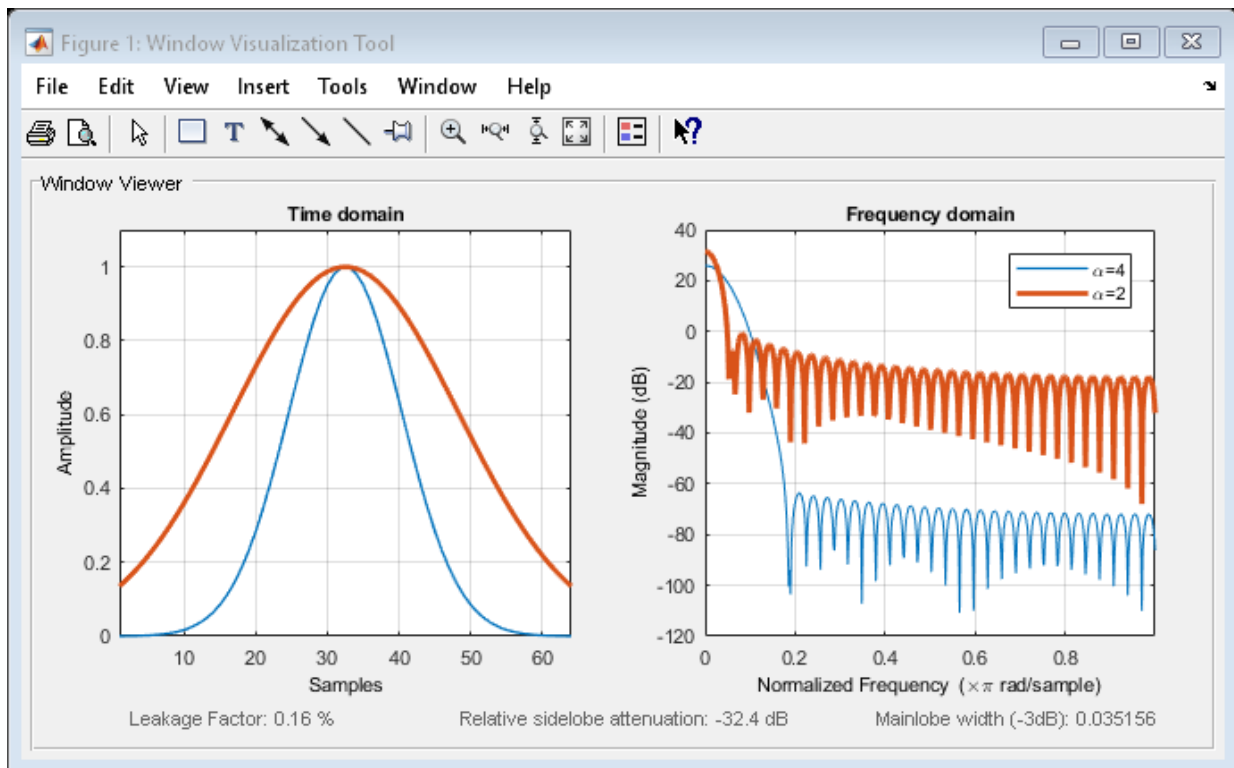 Figure 1: Window Visualization Tool
File Edit View Insert Tools Window Help
T
?
Window Viewer
Time domain
1
0.8
0.6
0.4
0.2
0
Amplitude
10 20 30 40 50 60
Samples
Frequency domain
40
20
0
-20
-40
-60
-80
-100
-120
Magnitude (dB)
α=4
α=2
0 0.2 0.4 0.6 0.8
Normalized Frequency (×π rad/sample)
Leakage Factor: 0.16 % Relative sidelobe attenuation: -32.4 dB Mainlobe width (-3dB): 0.035156